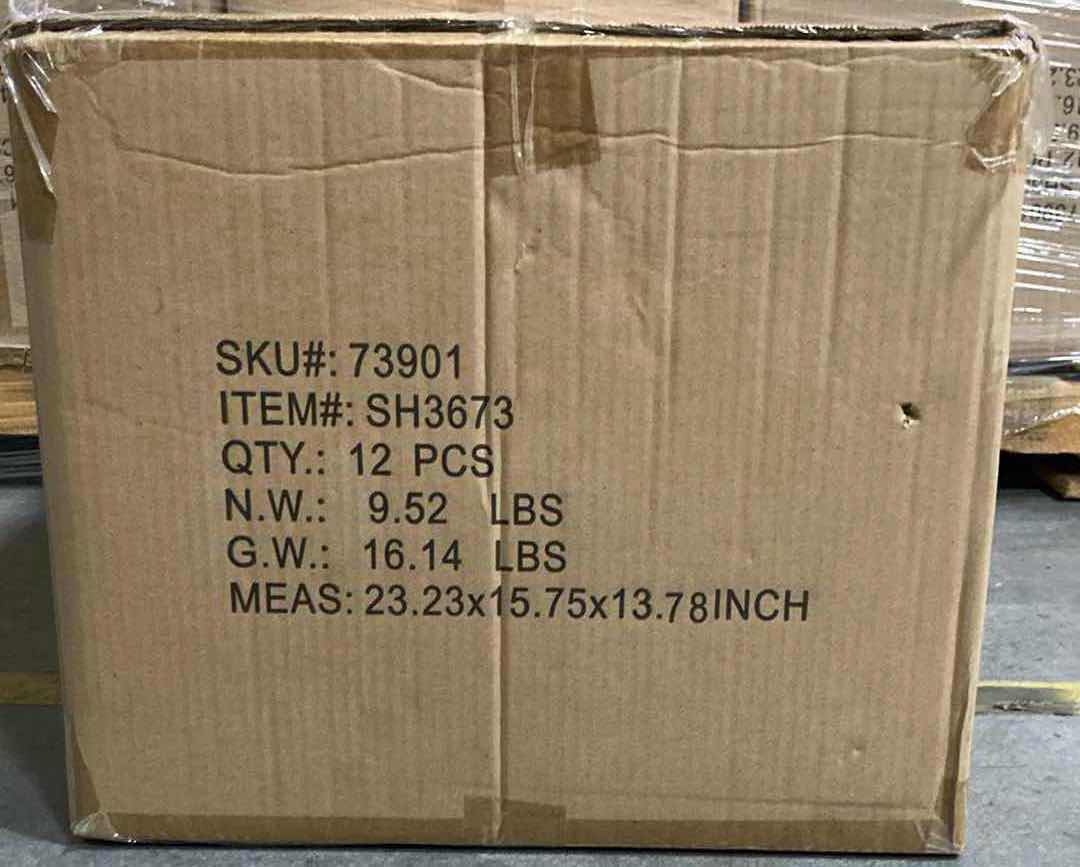 SKU#: 73901
ITEM#: SH3673
QTY.: 12 PCS
N.W.: 9.52 LBS
G.W.: 16.14 LBS
MEAS: 23.23x15.75x13.78INCH